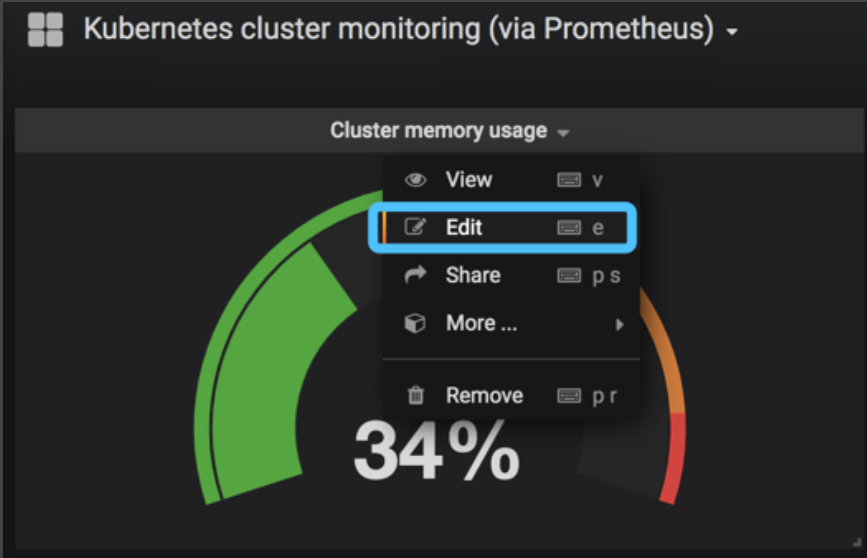 Kubernetes cluster monitoring (via Prometheus)
Cluster memory usage
View v
Edit e
Share p s
More ...
Remove p r
34%